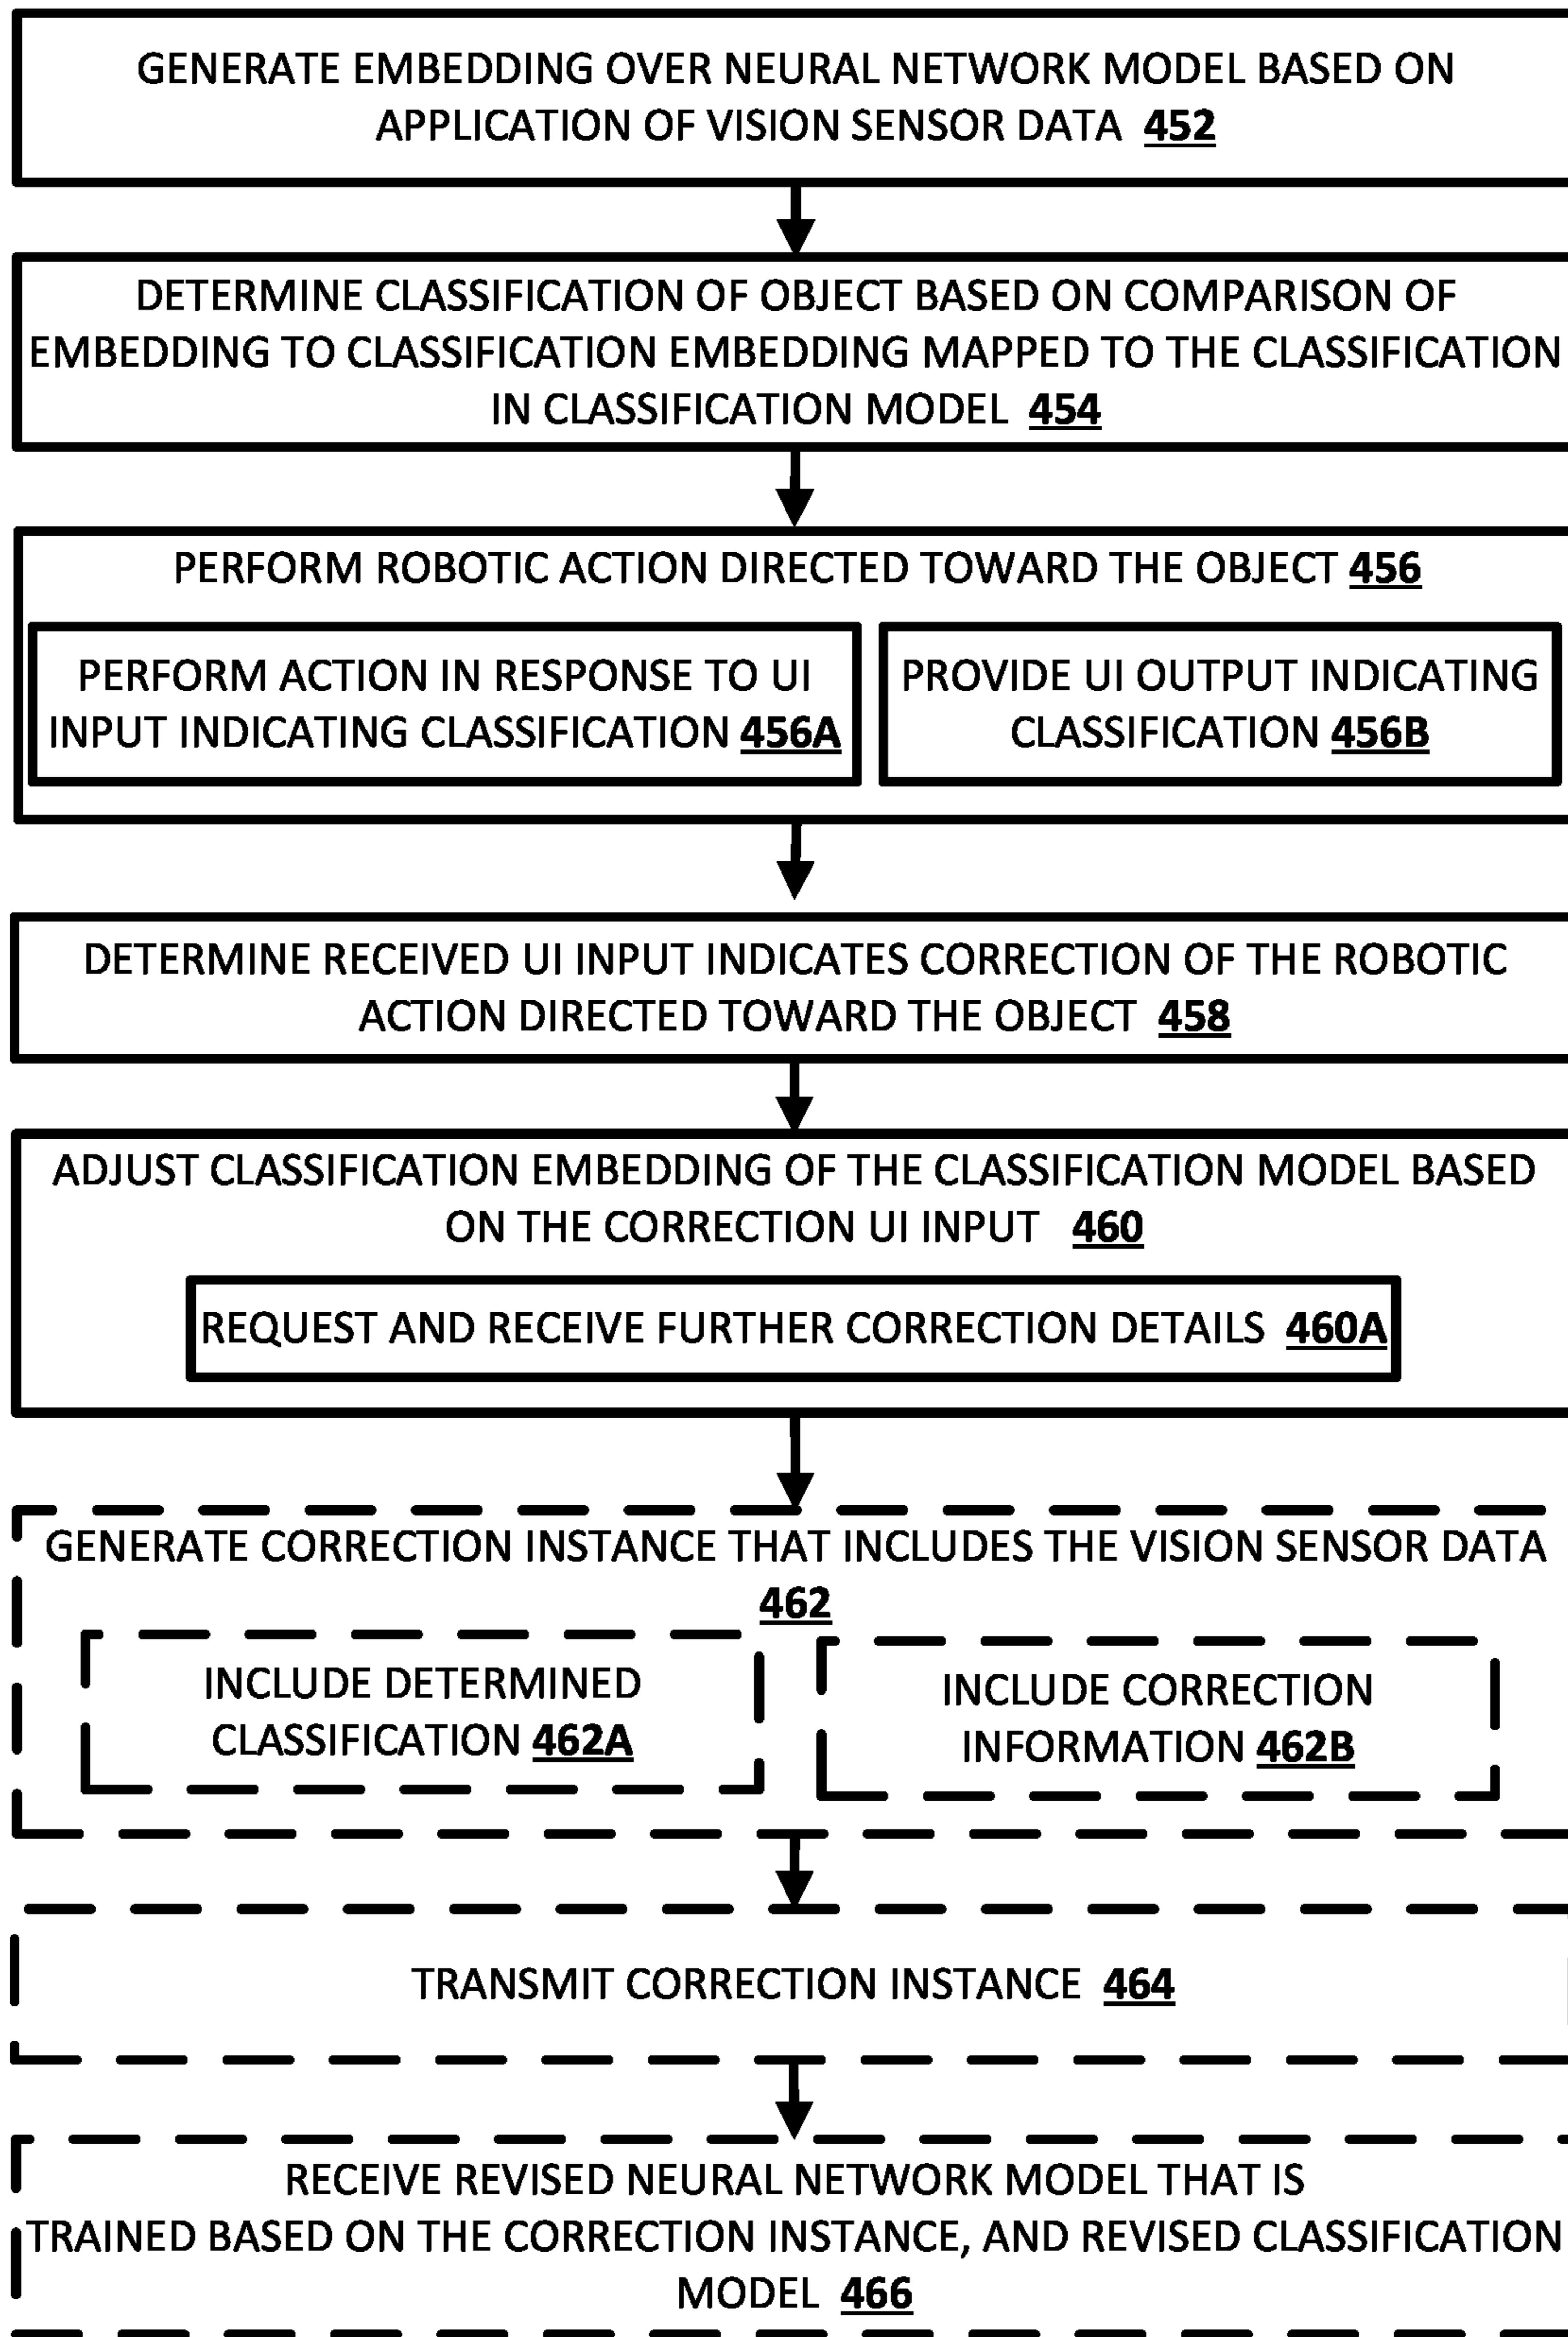 GENERATE EMBEDDING OVER NEURAL NETWORK MODEL BASED ON
APPLICATION OF VISION SENSOR DATA 452
DETERMINE CLASSIFICATION OF OBJECT BASED ON COMPARISON OF
EMBEDDING TO CLASSIFICATION EMBEDDING MAPPED TO THE CLASSIFICATION
IN CLASSIFICATION MODEL 454
PERFORM ROBOTIC ACTION DIRECTED TOWARD THE OBJECT 456
PERFORM ACTION IN RESPONSE TO UI
INPUT INDICATING CLASSIFICATION 456A
PROVIDE UI OUTPUT INDICATING
CLASSIFICATION 456B
DETERMINE RECEIVED UI INPUT INDICATES CORRECTION OF THE ROBOTIC
ACTION DIRECTED TOWARD THE OBJECT 458
ADJUST CLASSIFICATION EMBEDDING OF THE CLASSIFICATION MODEL BASED
ON THE CORRECTION UI INPUT 460
REQUEST AND RECEIVE FURTHER CORRECTION DETAILS 460A
GENERATE CORRECTION INSTANCE THAT INCLUDES THE VISION SENSOR DATA
462
INCLUDE DETERMINED
CLASSIFICATION 462A
INCLUDE CORRECTION
INFORMATION 462B
TRANSMIT CORRECTION INSTANCE 464
RECEIVE REVISED NEURAL NETWORK MODEL THAT IS
TRAINED BASED ON THE CORRECTION INSTANCE, AND REVISED CLASSIFICATION
MODEL 466